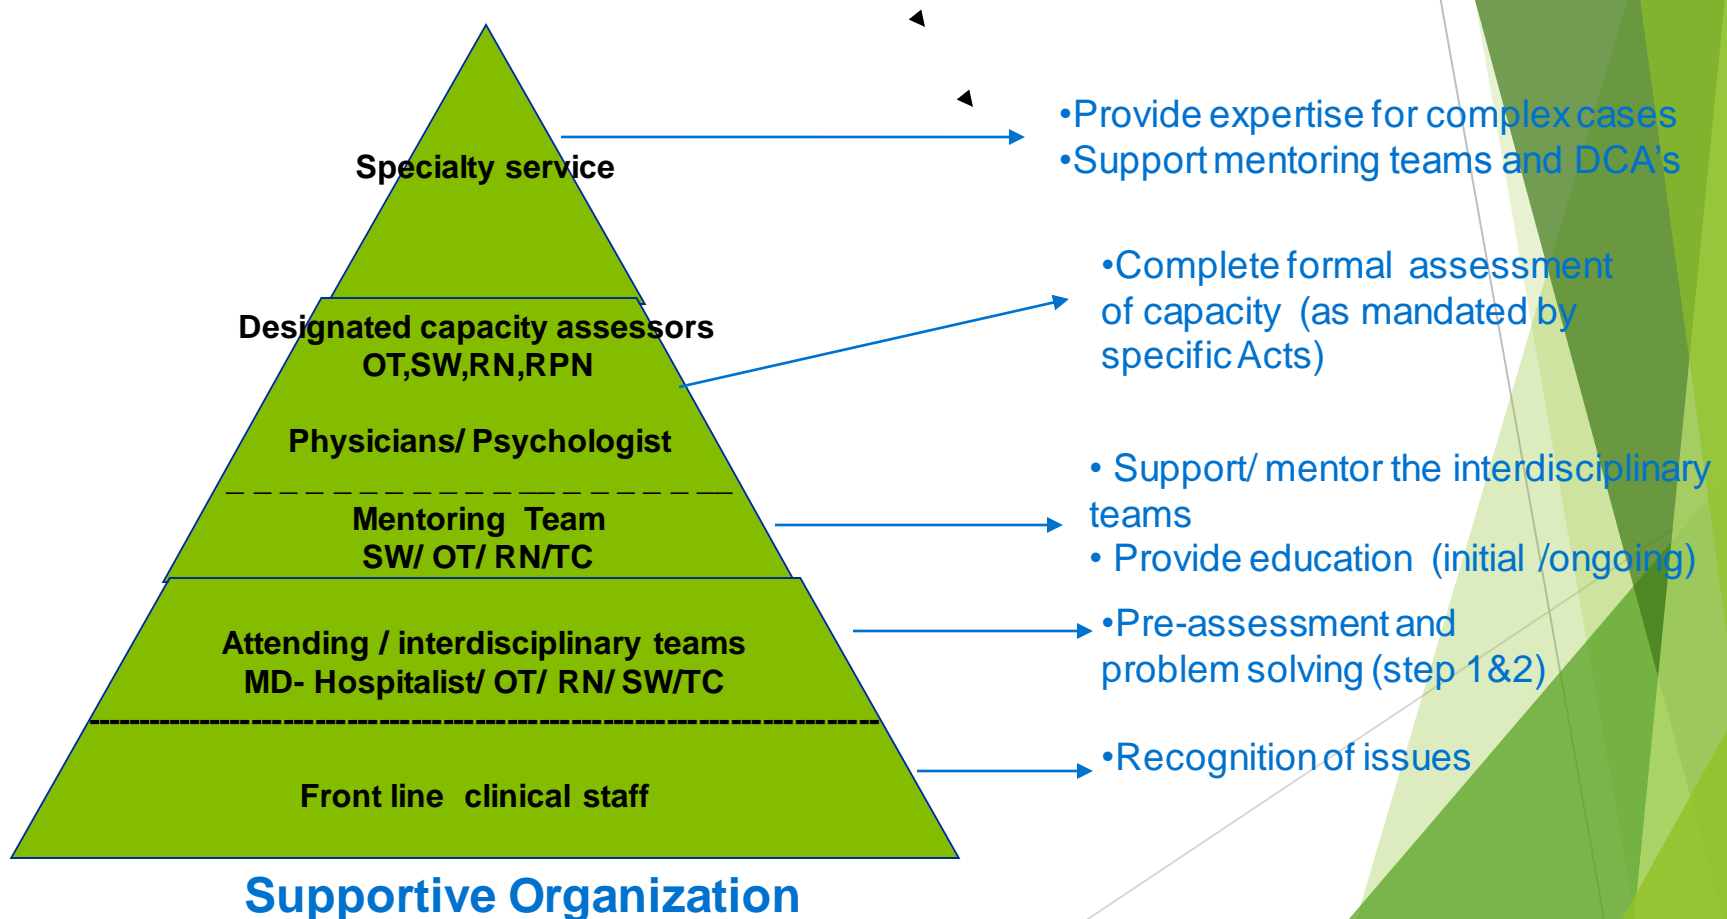 Specialty service
Designated capacity assessors
OT,SW,RN,RPN
Physicians/ Psychologist
Mentoring Team
SW/ OT/ RN/TC
Attending / interdisciplinary teams
MD- Hospitalist/ OT/ RN/ SW/TC
Front line clinical staff
Supportive Organization
•Provide expertise for complex cases
•Support mentoring teams and DCA's
•Complete formal assessment
of capacity (as mandated by
specific Acts)
• Support/ mentor the interdisciplinary
teams
• Provide education (initial /ongoing)
•Pre-assessment and
problem solving (step 1&2)
•Recognition of issues